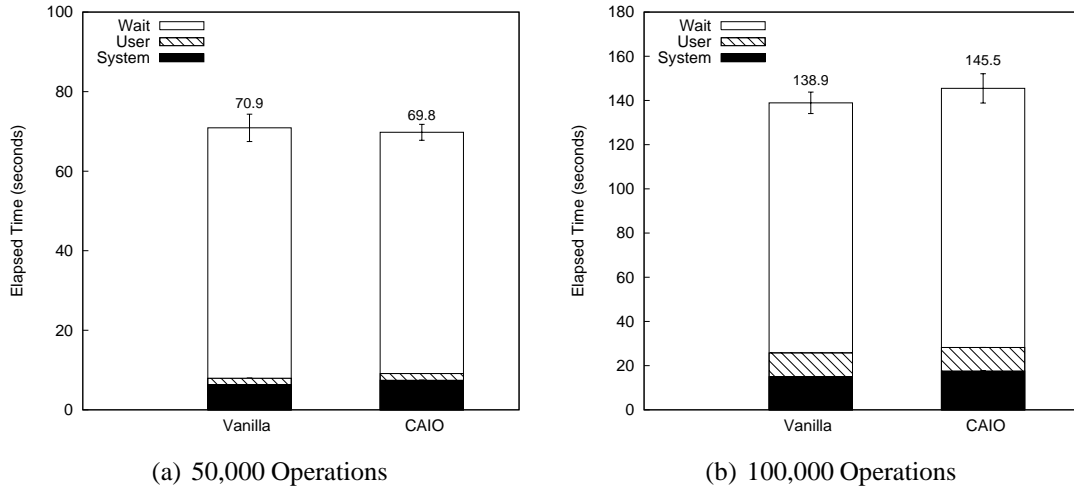 100
80
60
40
20
0
Elapsed Time (seconds)
Wait
User
System
70.9
69.8
Vanilla CAIO
(a) 50,000 Operations
180
160
140
120
100
80
60
40
20
0
Elapsed Time (seconds)
Wait
User
System
138.9
145.5
Vanilla CAIO
(b) 100,000 Operations